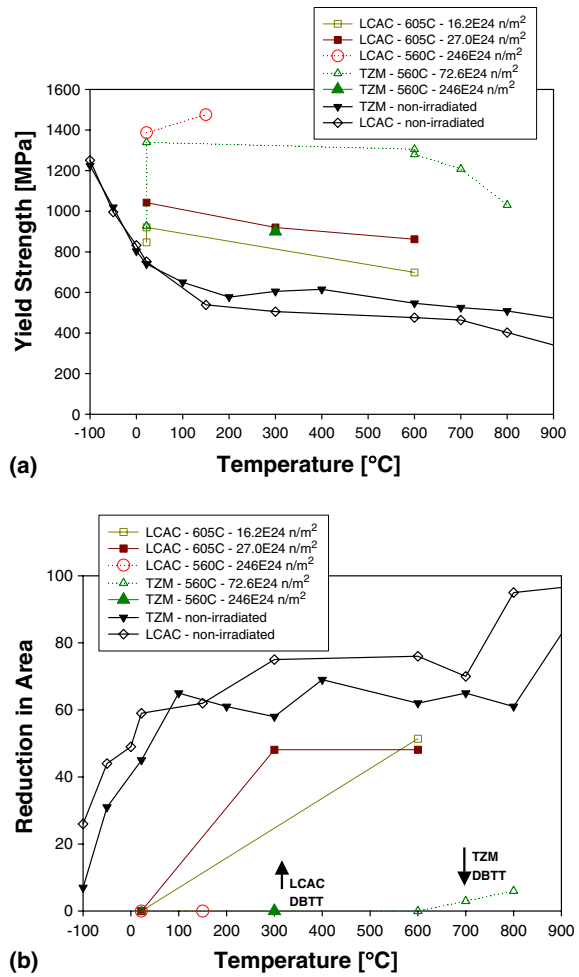 LCAC - 605C - 16.2E24 n/m²
LCAC - 605C - 27.0E24 n/m²
LCAC - 560C - 246E24 n/m²
TZM - 560C - 72.6E24 n/m²
TZM - 560C - 246E24 n/m²
TZM - non-irradiated
LCAC - non-irradiated
Yield Strength [MPa]
1600
1400
1200
1000
800
600
400
200
0
-100 0 100 200 300 400 500 600 700 800 900
(a)
Temperature [°C]
LCAC - 605C - 16.2E24 n/m²
LCAC - 605C - 27.0E24 n/m²
LCAC - 560C - 246E24 n/m²
TZM - 560C - 72.6E24 n/m²
TZM - 560C - 246E24 n/m²
TZM - non-irradiated
LCAC - non-irradiated
Reduction in Area
100
80
60
40
20
0
TZM
DBTT
LCAC
DBTT
-100 0 100 200 300 400 500 600 700 800 900
(b)
Temperature [°C]